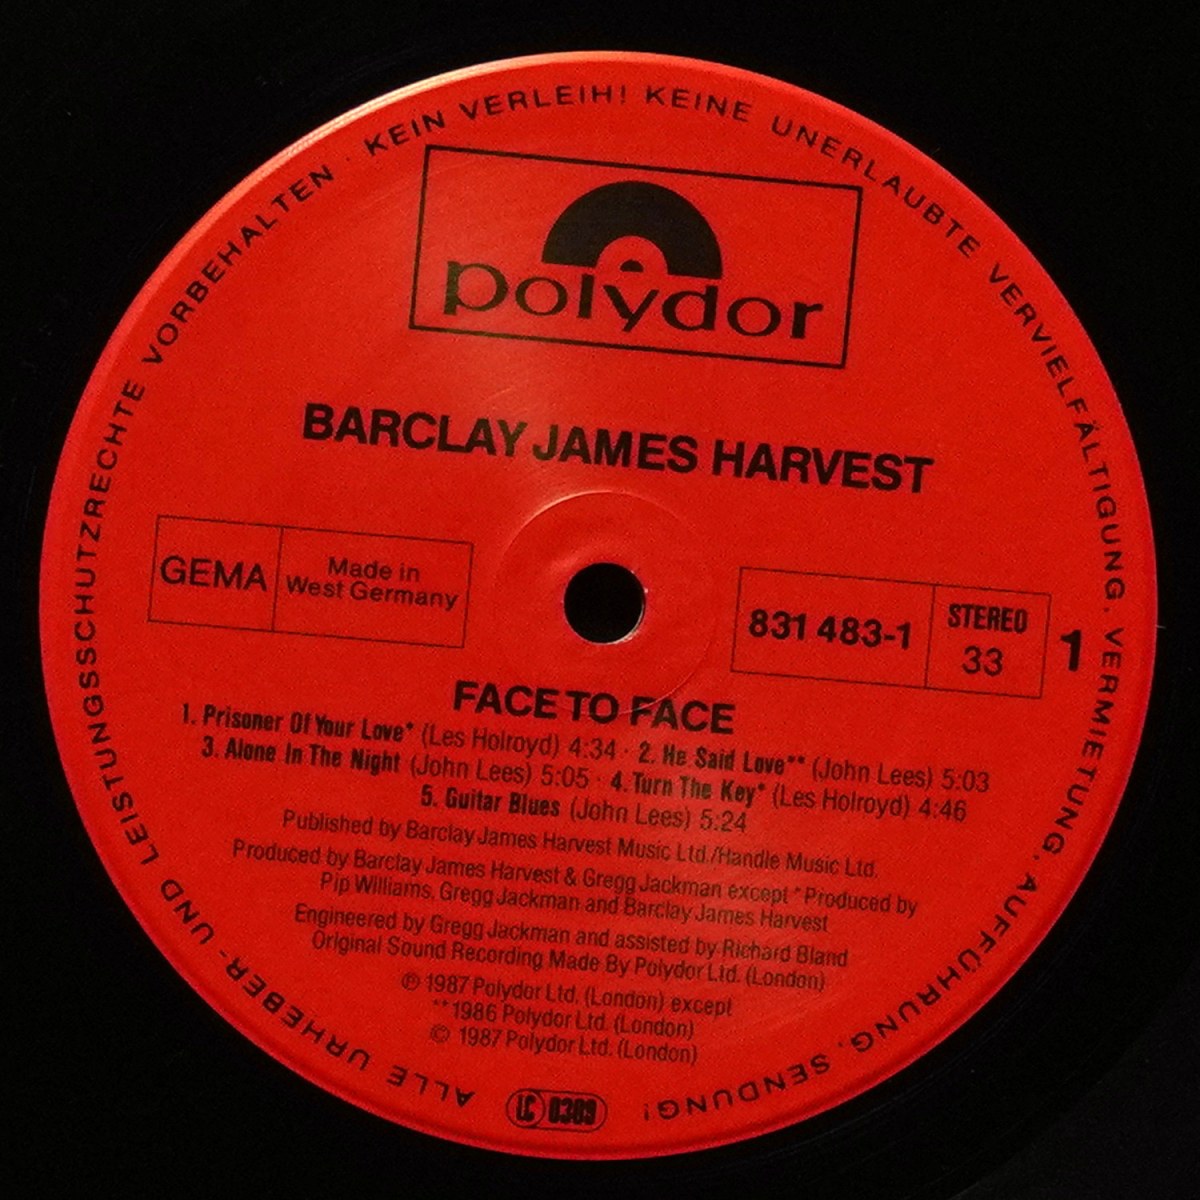 ALLE URHEBER- UND LEISTUNGSSCHUTZRECHTE VORBEHALTEN · KEIN VERLEIH! KEINE UNERLAUBTE VERVIELFÄLTIGUNG, VERMIETUNG, AUFFÜHRUNG, SENDUNG!
polydor
BARCLAY JAMES HARVEST
GEMA
Made in
West Germany
831 483-1
STEREO
33
1
FACE TO FACE
1. Prisoner Of Your Love* (Les Holroyd) 4:34 · 2. He Said Love** (John Lees) 5:03
3. Alone In The Night (John Lees) 5:05 · 4. Turn The Key* (Les Holroyd) 4:46
5. Guitar Blues (John Lees) 5:24
Published by Barclay James Harvest Music Ltd./Handle Music Ltd.
Produced by Barclay James Harvest & Gregg Jackman except * Produced by
Pip Williams, Gregg Jackman and Barclay James Harvest
Engineered by Gregg Jackman and assisted by Richard Bland
Original Sound Recording Made By Polydor Ltd. (London)
℗ 1987 Polydor Ltd. (London) except
**1986 Polydor Ltd. (London)
© 1987 Polydor Ltd. (London)
LC 0309